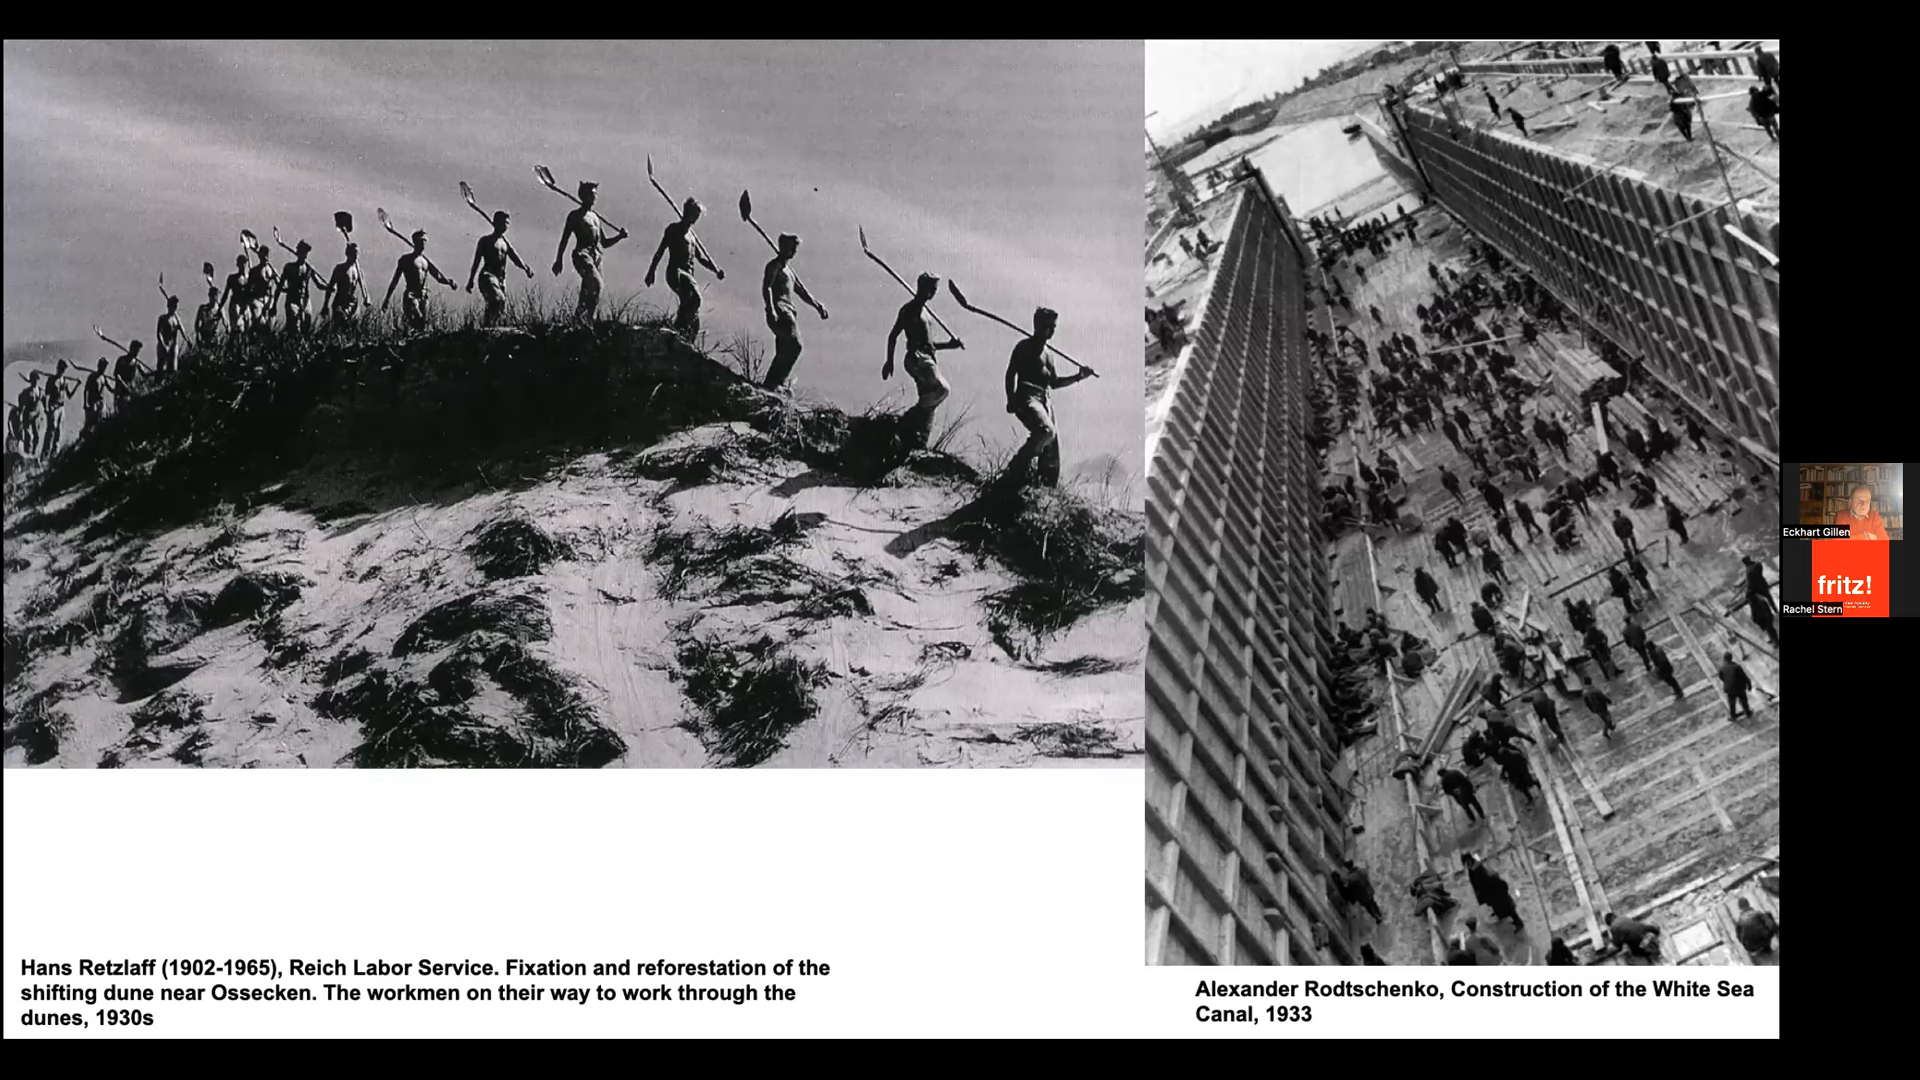 Hans Retzlaff (1902-1965), Reich Labor Service. Fixation and reforestation of the
shifting dune near Ossecken. The workmen on their way to work through the
dunes, 1930s
Alexander Rodtschenko, Construction of the White Sea
Canal, 1933
Eckhart Gillen
fritz!
Rachel Stern